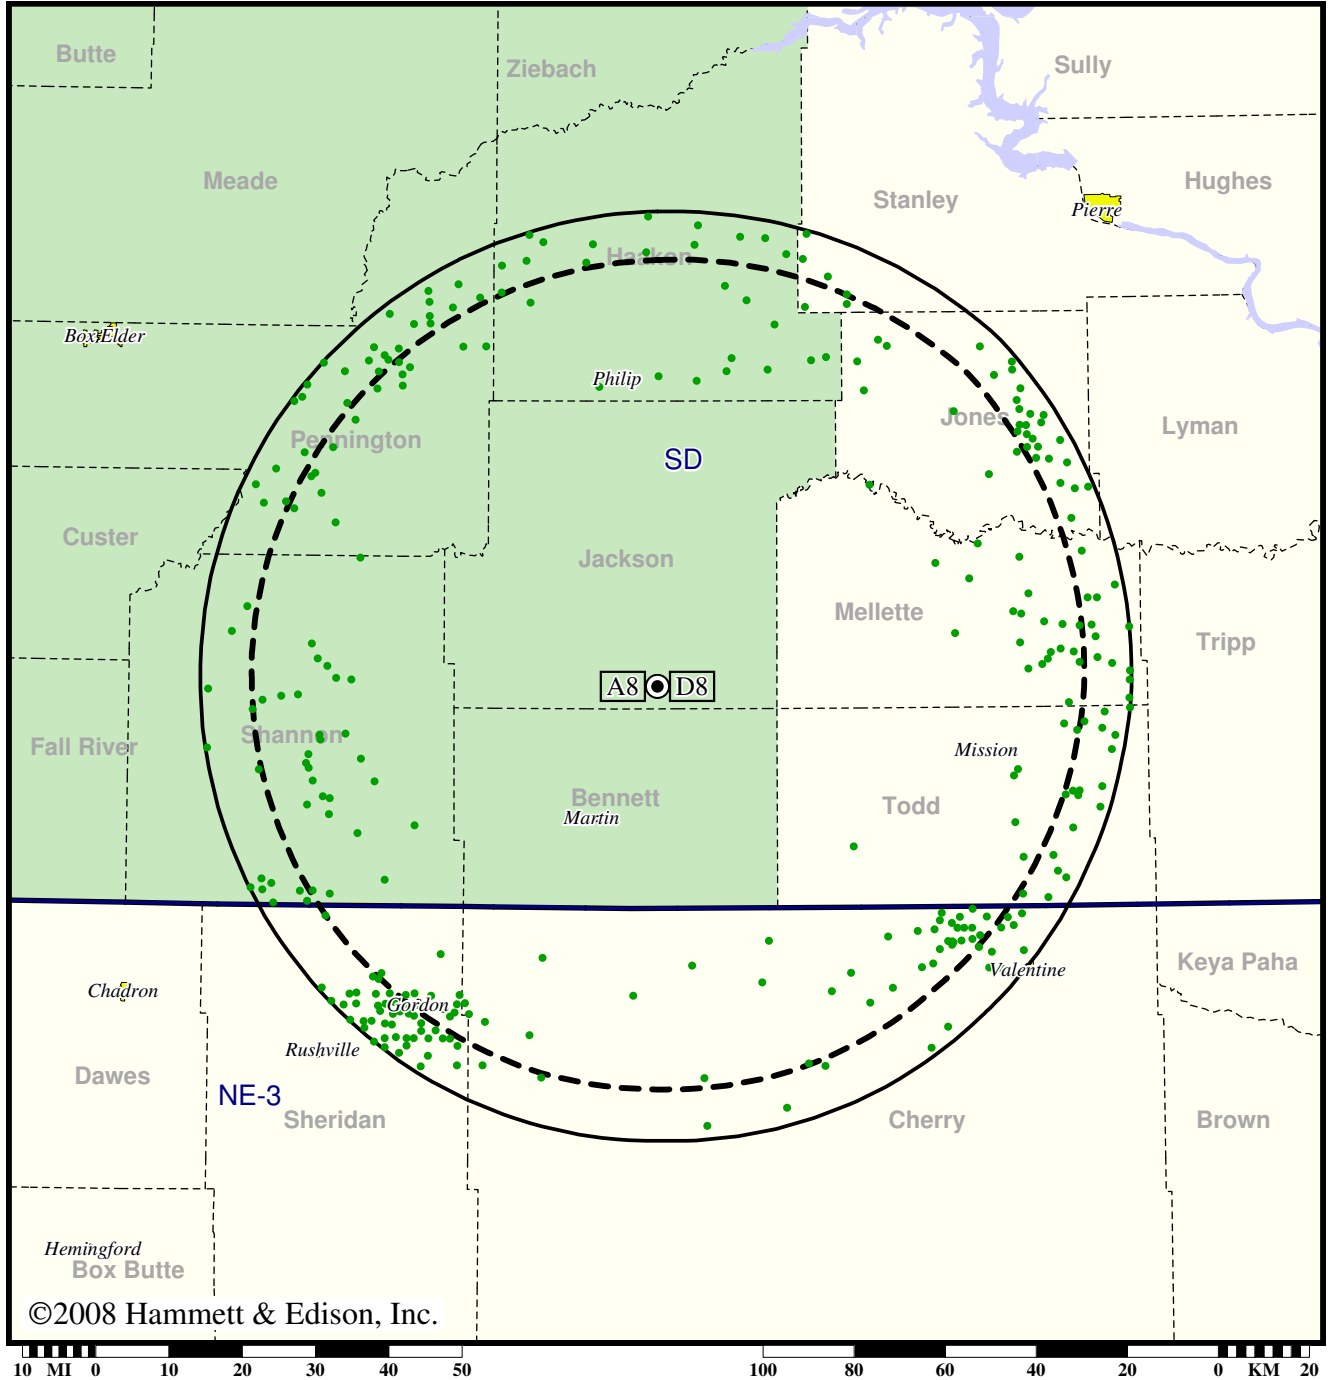 Butte
Ziebach
Sully
Meade
Stanley
Hughes
Pierre
Haakon
Box Elder
Philip
Jones
Lyman
Pennington
SD
Custer
Jackson
Mellette
Tripp
A8 D8
Shannon
Fall River
Mission
Bennett
Martin
Todd
Valentine
Keya Paha
Chadron
Gordon
Rushville
Dawes
NE-3
Sheridan
Cherry
Brown
Hemingford
Box Butte
©2008 Hammett & Edison, Inc.
10 MI 0 10 20 30 40 50 100 80 60 40 20 0 KM 20